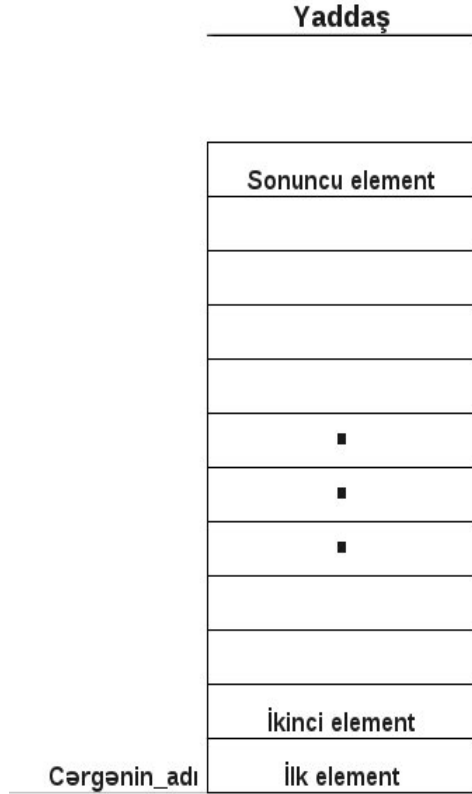 Yaddaş
Sonuncu element
İkinci element
Cərgənin_adı İlk element